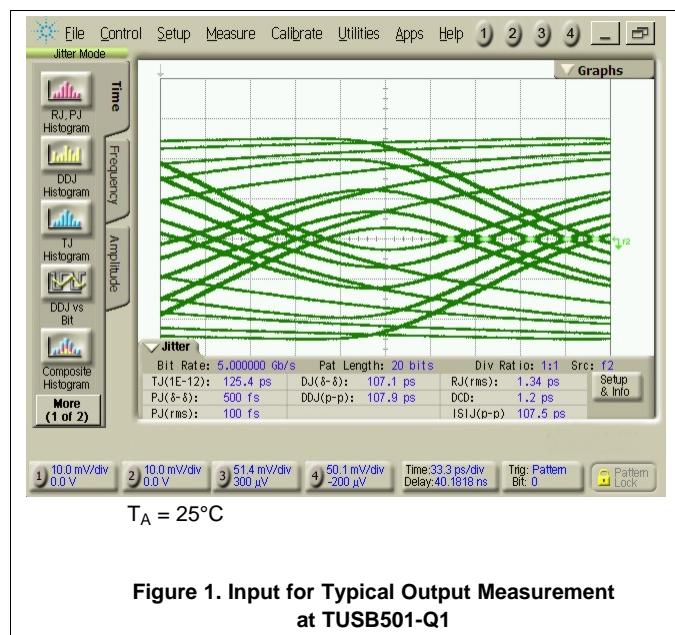 File Control Setup Measure Calibrate Utilities Apps Help 1 2 3 4
Jitter Mode
Graphs
Time
Frequency
Amplitude
RJ, PJ
Histogram
DDJ
Histogram
TJ
Histogram
DDJ vs
Bit
Composite
Histogram
More
(1 of 2)
f2
Jitter
Bit Rate: 5.000000 Gb/s Pat Length: 20 bits Div Ratio: 1:1 Src: f2
TJ(1E-12): 125.4 ps DJ(δ-δ): 107.1 ps RJ(rms): 1.34 ps
PJ(δ-δ): 500 fs DDJ(p-p): 107.9 ps DCD: 1.2 ps
PJ(rms): 100 fs ISIJ(p-p) 107.5 ps
Setup
& Info
1 10.0 mV/div
0.0 V
2 10.0 mV/div
0.0 V
3 51.4 mV/div
300 µV
4 50.1 mV/div
-200 µV
Time:33.3 ps/div
Delay:40.1818 ns
Trig: Pattern
Bit: 0
Pattern
Lock
TA = 25°C
Figure 1. Input for Typical Output Measurement
at TUSB501-Q1